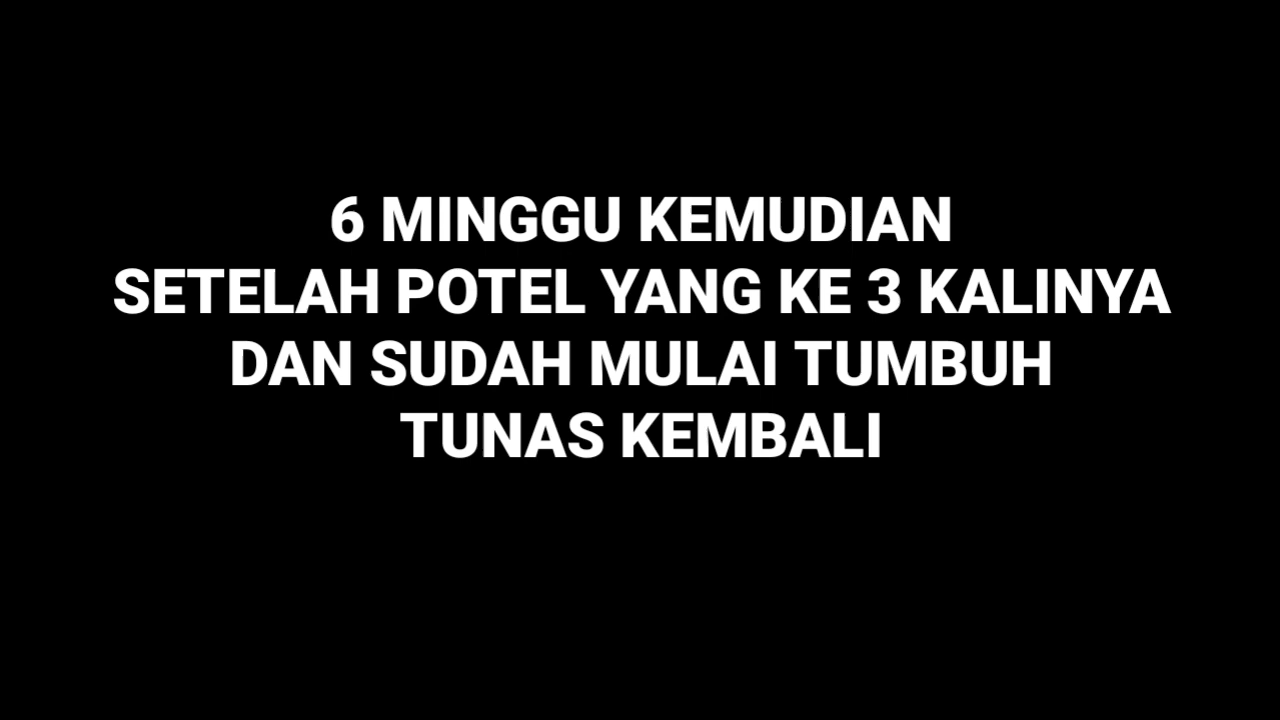 6 MINGGU KEMUDIAN
SETELAH POTEL YANG KE 3 KALINYA
DAN SUDAH MULAI TUMBUH
TUNAS KEMBALI